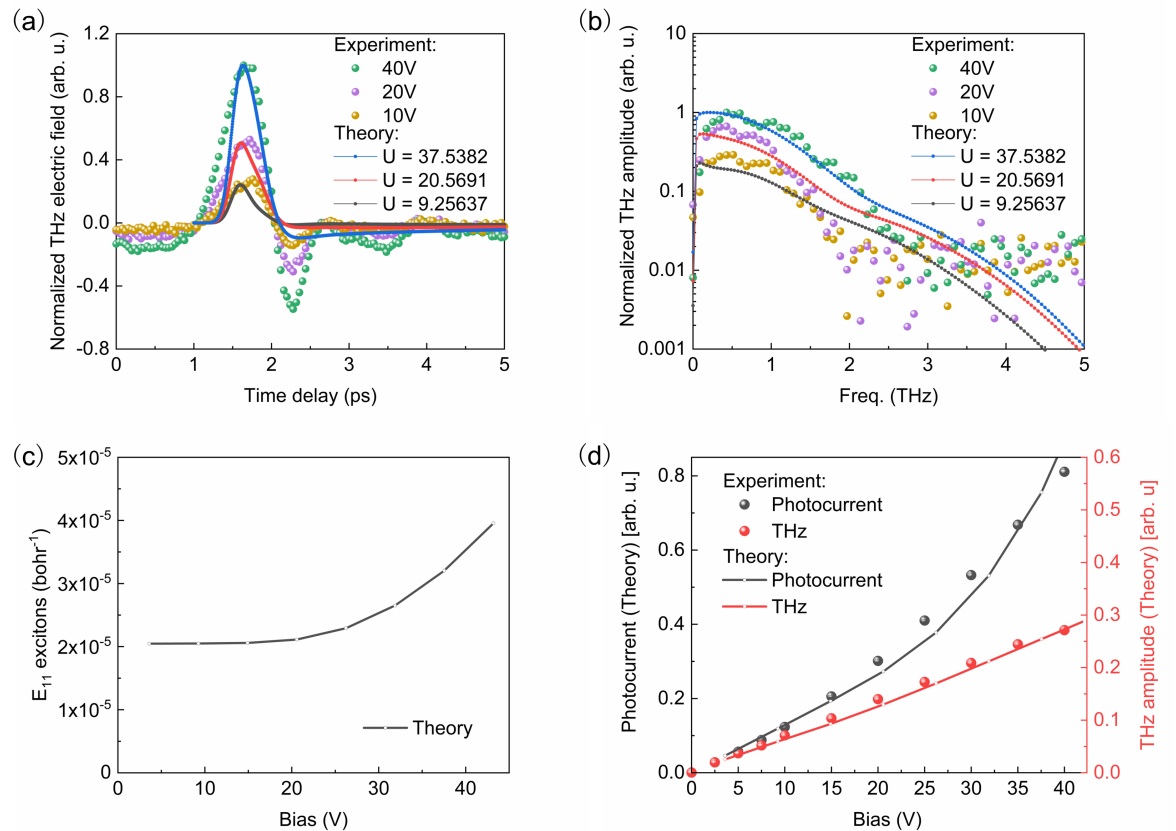 (a)
Normalized THz electric field (arb. u.)
1.2
0.8
0.4
0.0
-0.4
-0.8
Experiment:
40V
20V
10V
Theory:
U = 37.5382
U = 20.5691
U = 9.25637
0 1 2 3 4 5
Time delay (ps)
(b)
Normalized THz amplitude (arb. u.)
10
1
0.1
0.01
0.001
Experiment:
40V
20V
10V
Theory:
U = 37.5382
U = 20.5691
U = 9.25637
0 1 2 3 4 5
Freq. (THz)
(c)
E₁₁ excitons (bohr⁻¹)
5x10⁻⁵
4x10⁻⁵
3x10⁻⁵
2x10⁻⁵
1x10⁻⁵
0
Theory
0 10 20 30 40
Bias (V)
(d)
Photocurrent (Theory) [arb. u.]
0.8
0.6
0.4
0.2
0.0
Experiment:
Photocurrent
THz
Theory:
Photocurrent
THz
0 5 10 15 20 25 30 35 40
Bias (V)
0.6
0.5
0.4
0.3
0.2
0.1
0.0
THz amplitude (Theory) [arb. u]